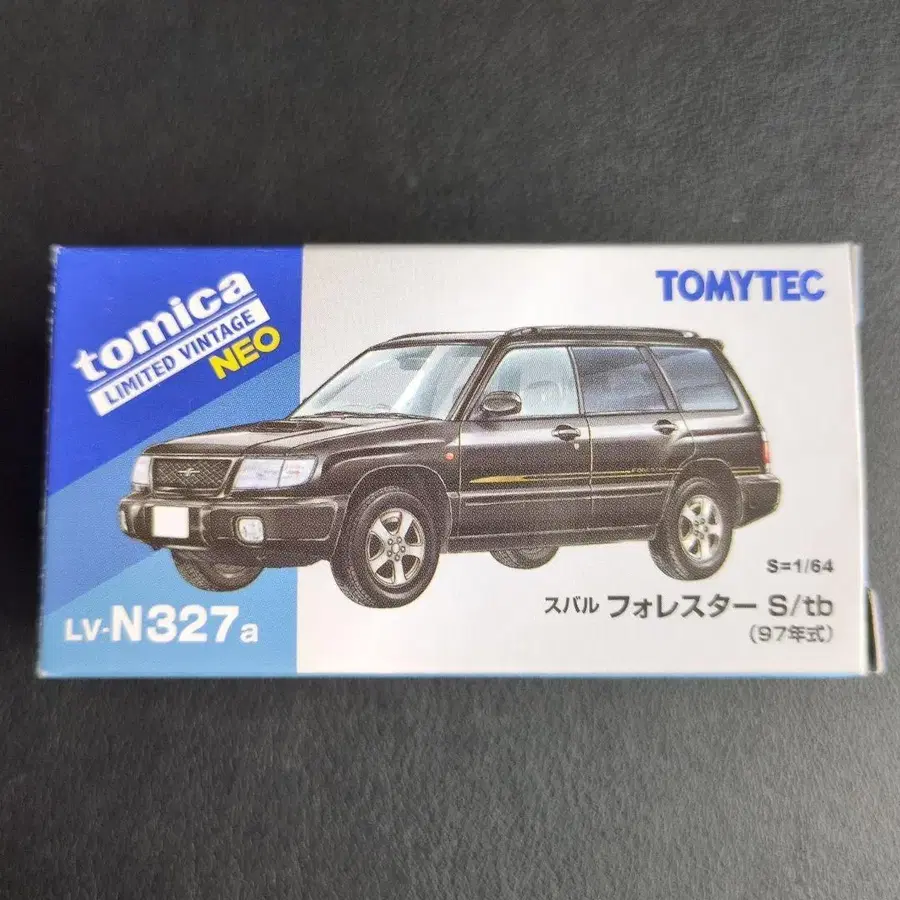 tomica
LIMITED VINTAGE
NEO
TOMYTEC
S=1/64
LV-N327a
スバル フォレスター S/tb
(97年式)